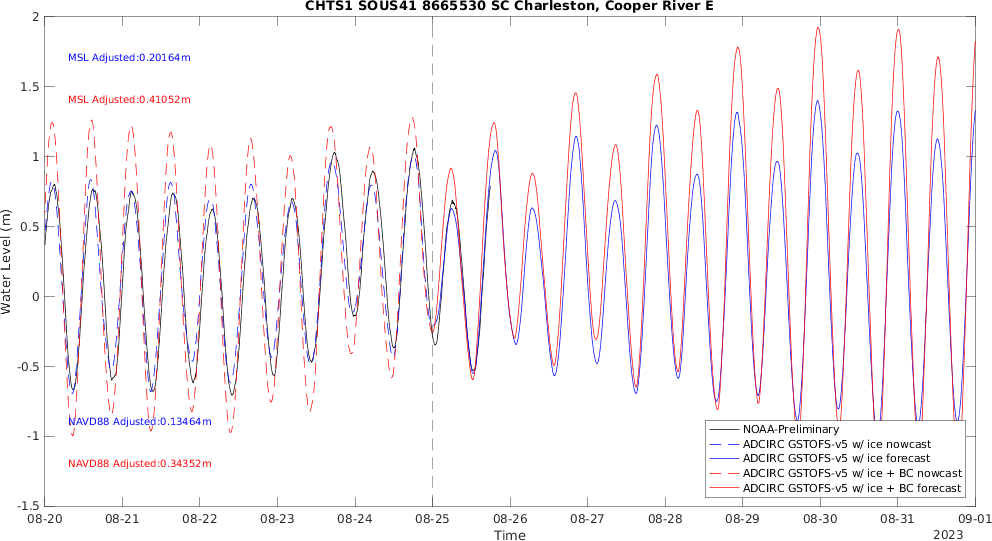 CHTS1 SOUS41 8665530 SC Charleston, Cooper River E
2
1.5
1
0.5
0
-0.5
-1
-1.5
Water Level (m)
MSL Adjusted:0.20164m
MSL Adjusted:0.41052m
NAVD88 Adjusted:0.13464m
NAVD88 Adjusted:0.34352m
NOAA-Preliminary
ADCIRC GSTOFS-v5 w/ ice nowcast
ADCIRC GSTOFS-v5 w/ ice forecast
ADCIRC GSTOFS-v5 w/ ice + BC nowcast
ADCIRC GSTOFS-v5 w/ ice + BC forecast
08-20 08-21 08-22 08-23 08-24 08-25 08-26 08-27 08-28 08-29 08-30 08-31 09-01
Time
2023